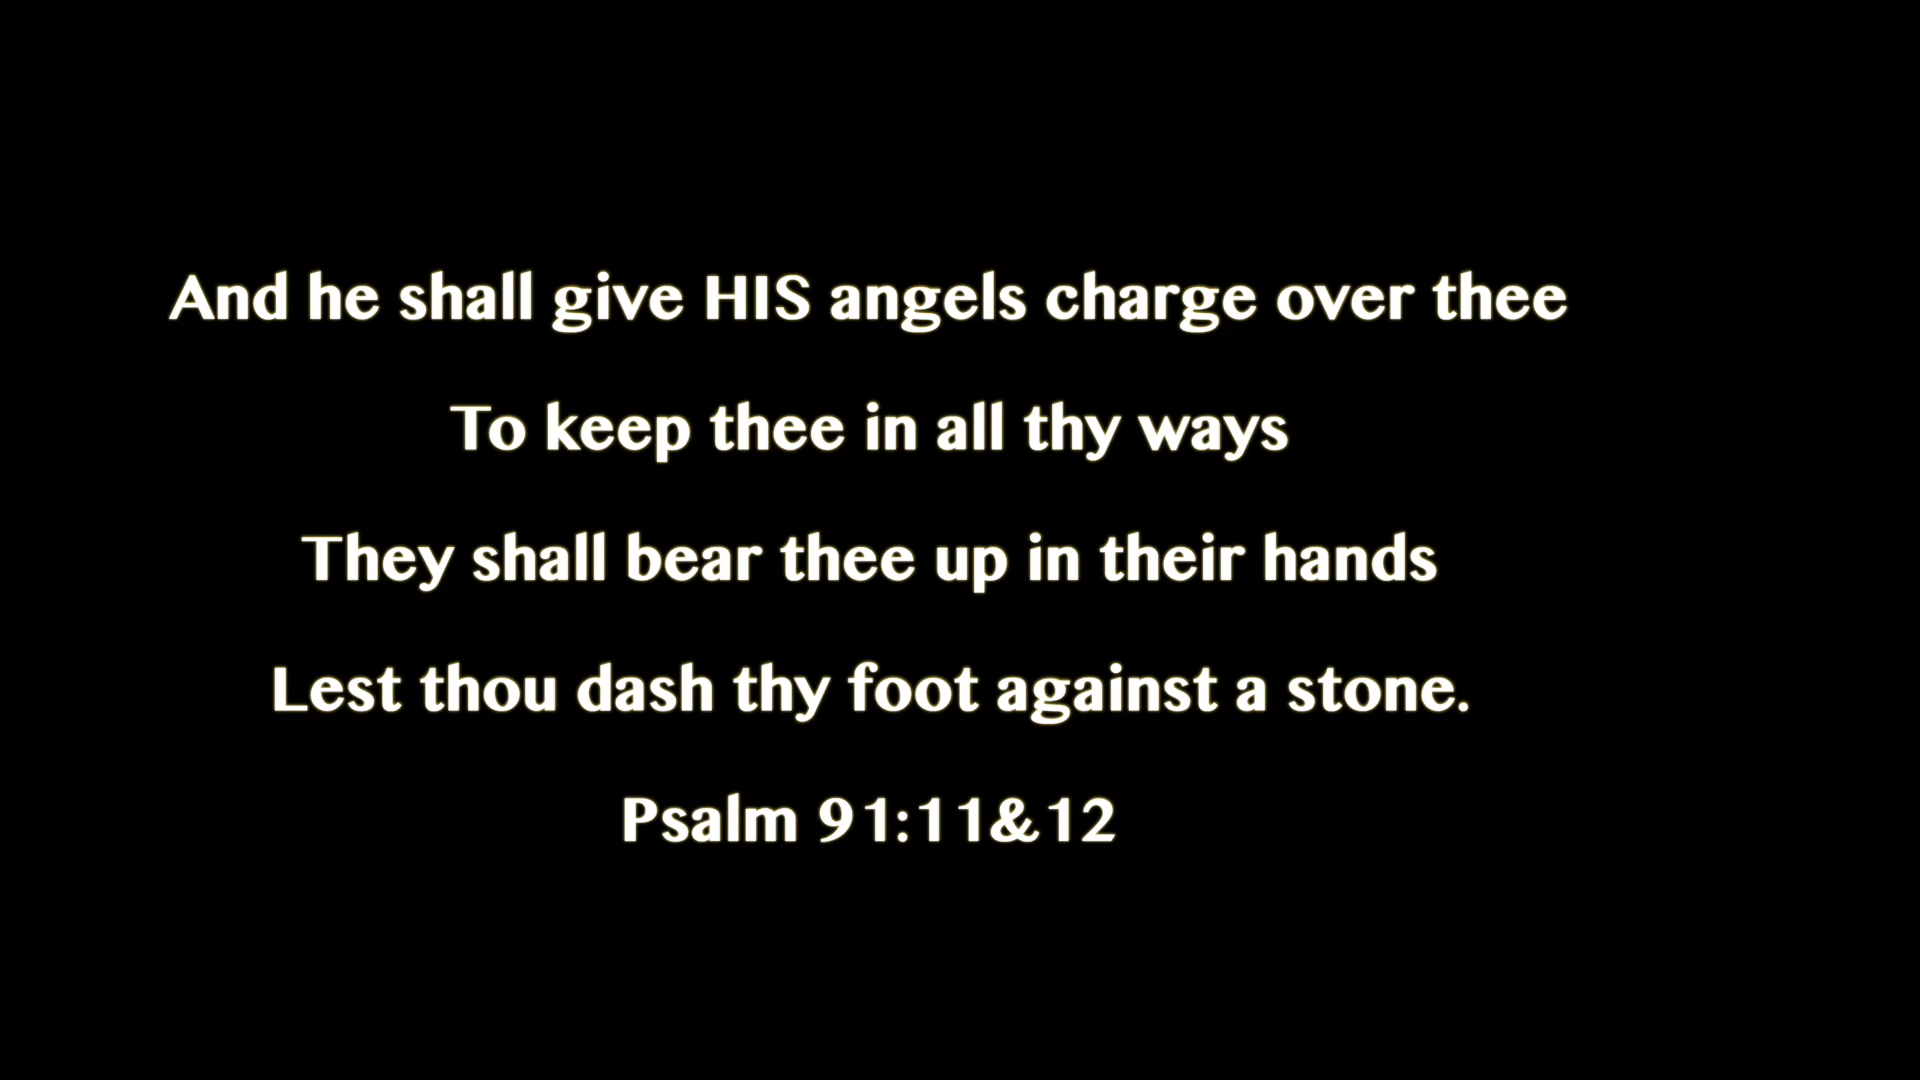 And he shall give HIS angels charge over thee
To keep thee in all thy ways
They shall bear thee up in their hands
Lest thou dash thy foot against a stone.
Psalm 91:11&12